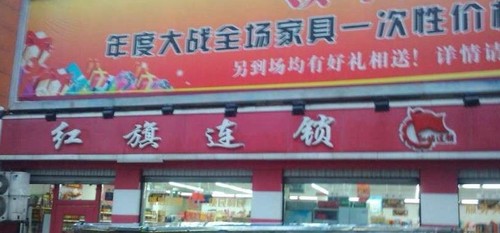 年度大战全场家具一次性价
另到场均有好礼相送！详情记
红旗连锁